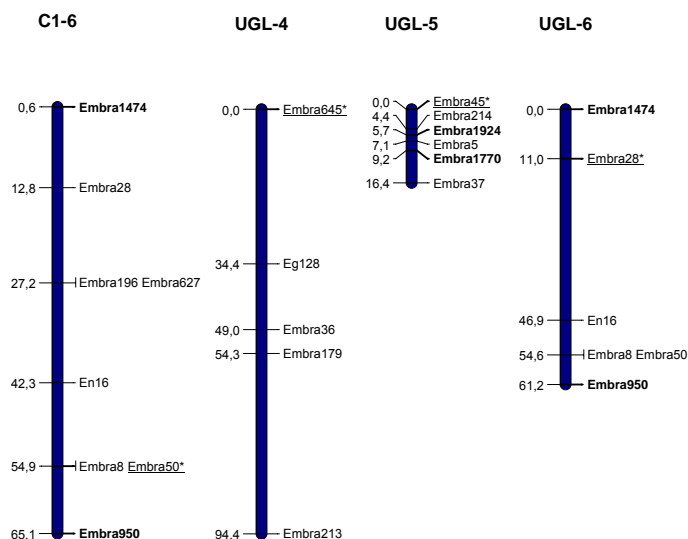 C1-6
0,6 Embra1474
12,8 Embra28
27,2 Embra196 Embra627
42,3 En16
54,9 Embra8 Embra50*
65,1 Embra950
UGL-4
0,0 Embra645*
34,4 Eg128
49,0 Embra36
54,3 Embra179
94,4 Embra213
UGL-5
0,0 Embra45*
4,4 Embra214
5,7 Embra1924
7,1 Embra5
9,2 Embra1770
16,4 Embra37
UGL-6
0,0 Embra1474
11,0 Embra28*
46,9 En16
54,6 Embra8 Embra50
61,2 Embra950